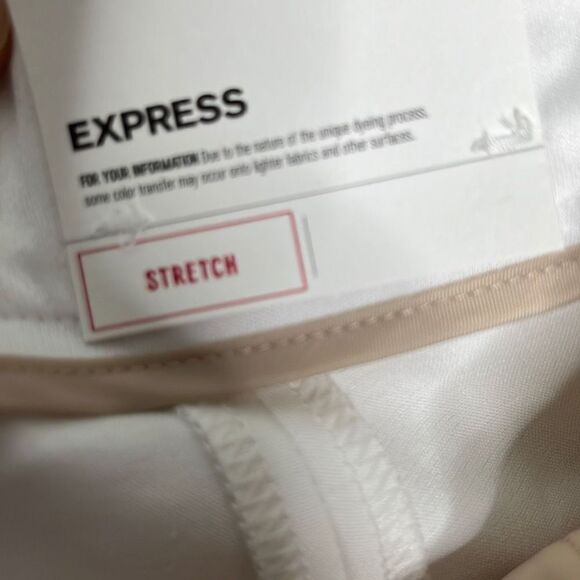 EXPRESS
FOR YOUR INFORMATION Due to the nature of the unique dyeing process,
some color transfer may occur onto lighter fabrics and other surfaces.
STRETCH